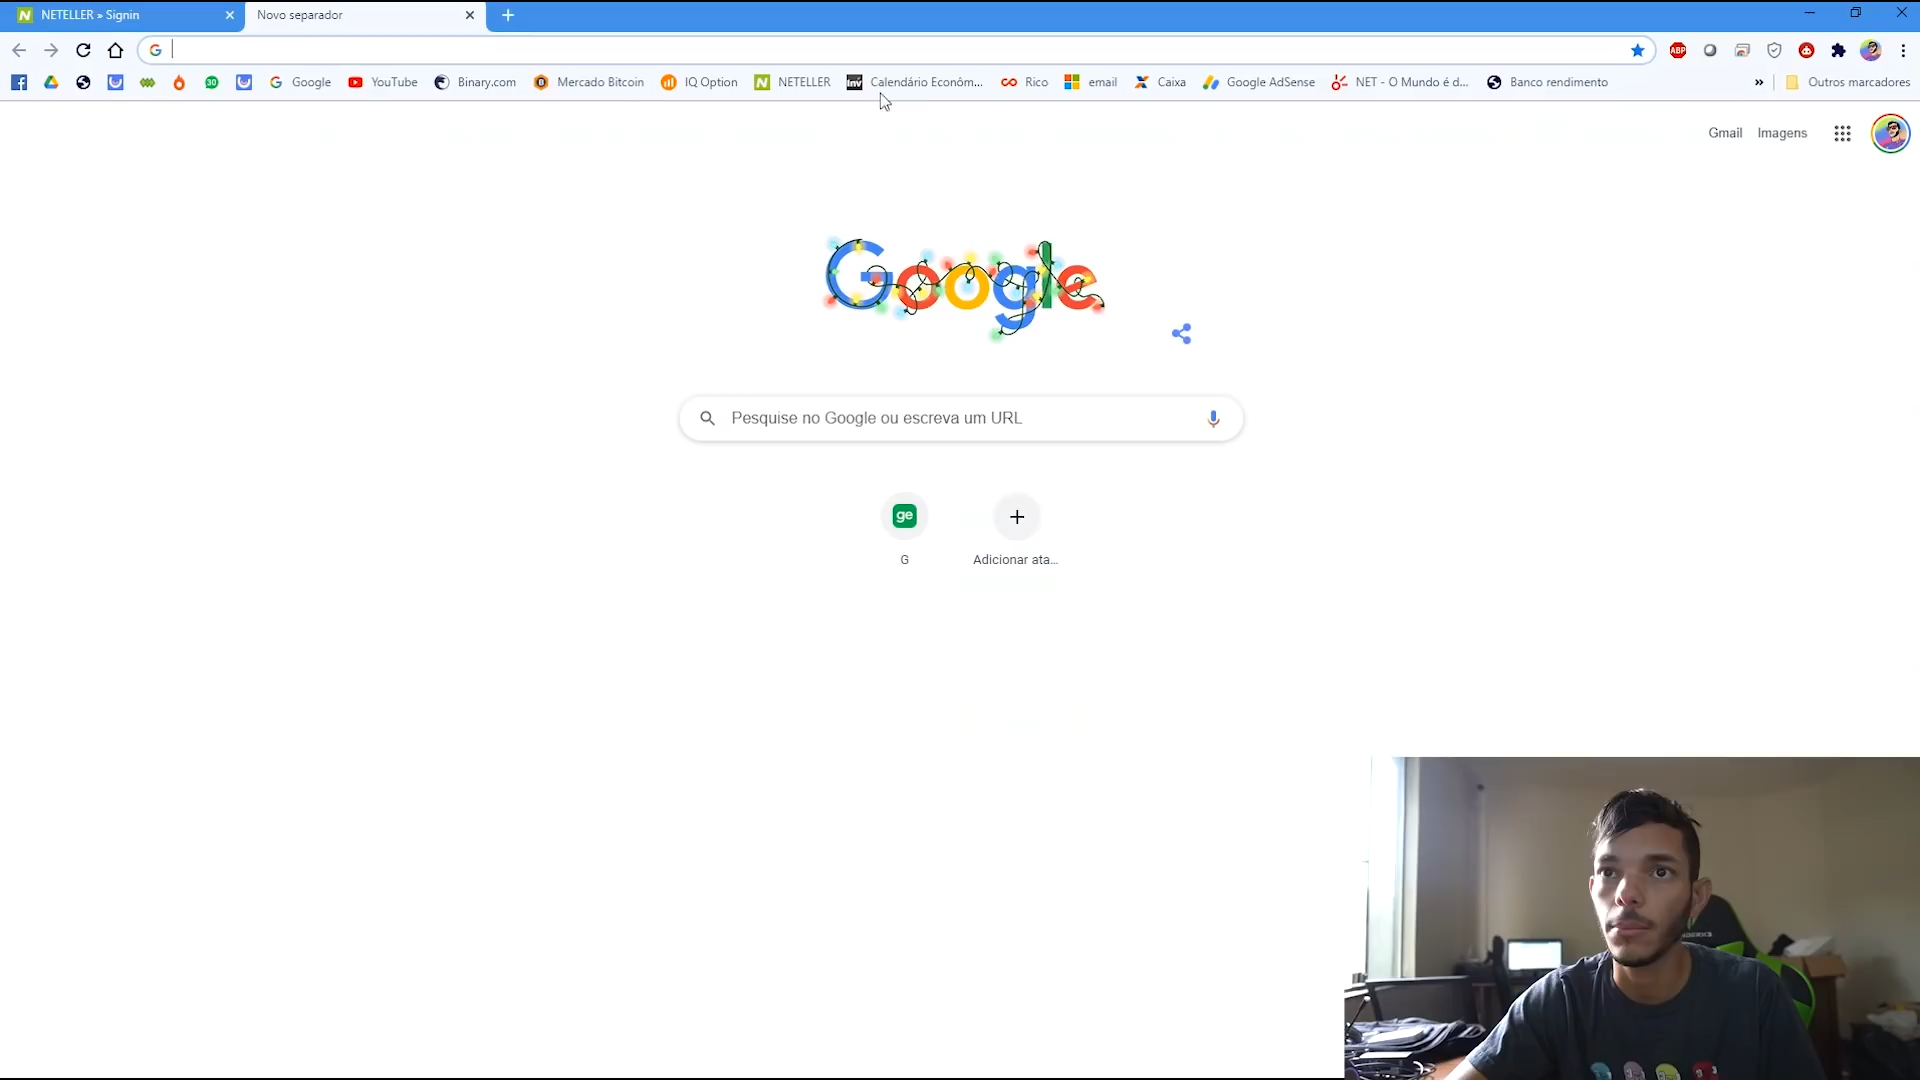 NETELLER » Signin
Novo separador
Google
YouTube
Binary.com
Mercado Bitcoin
IQ Option
NETELLER
Inv
Calendário Econôm...
Rico
email
Caixa
Google AdSense
NET - O Mundo é d...
Banco rendimento
»
Outros marcadores
ABP
Gmail
Imagens
Google
Pesquise no Google ou escreva um URL
ge
G
Adicionar ata...